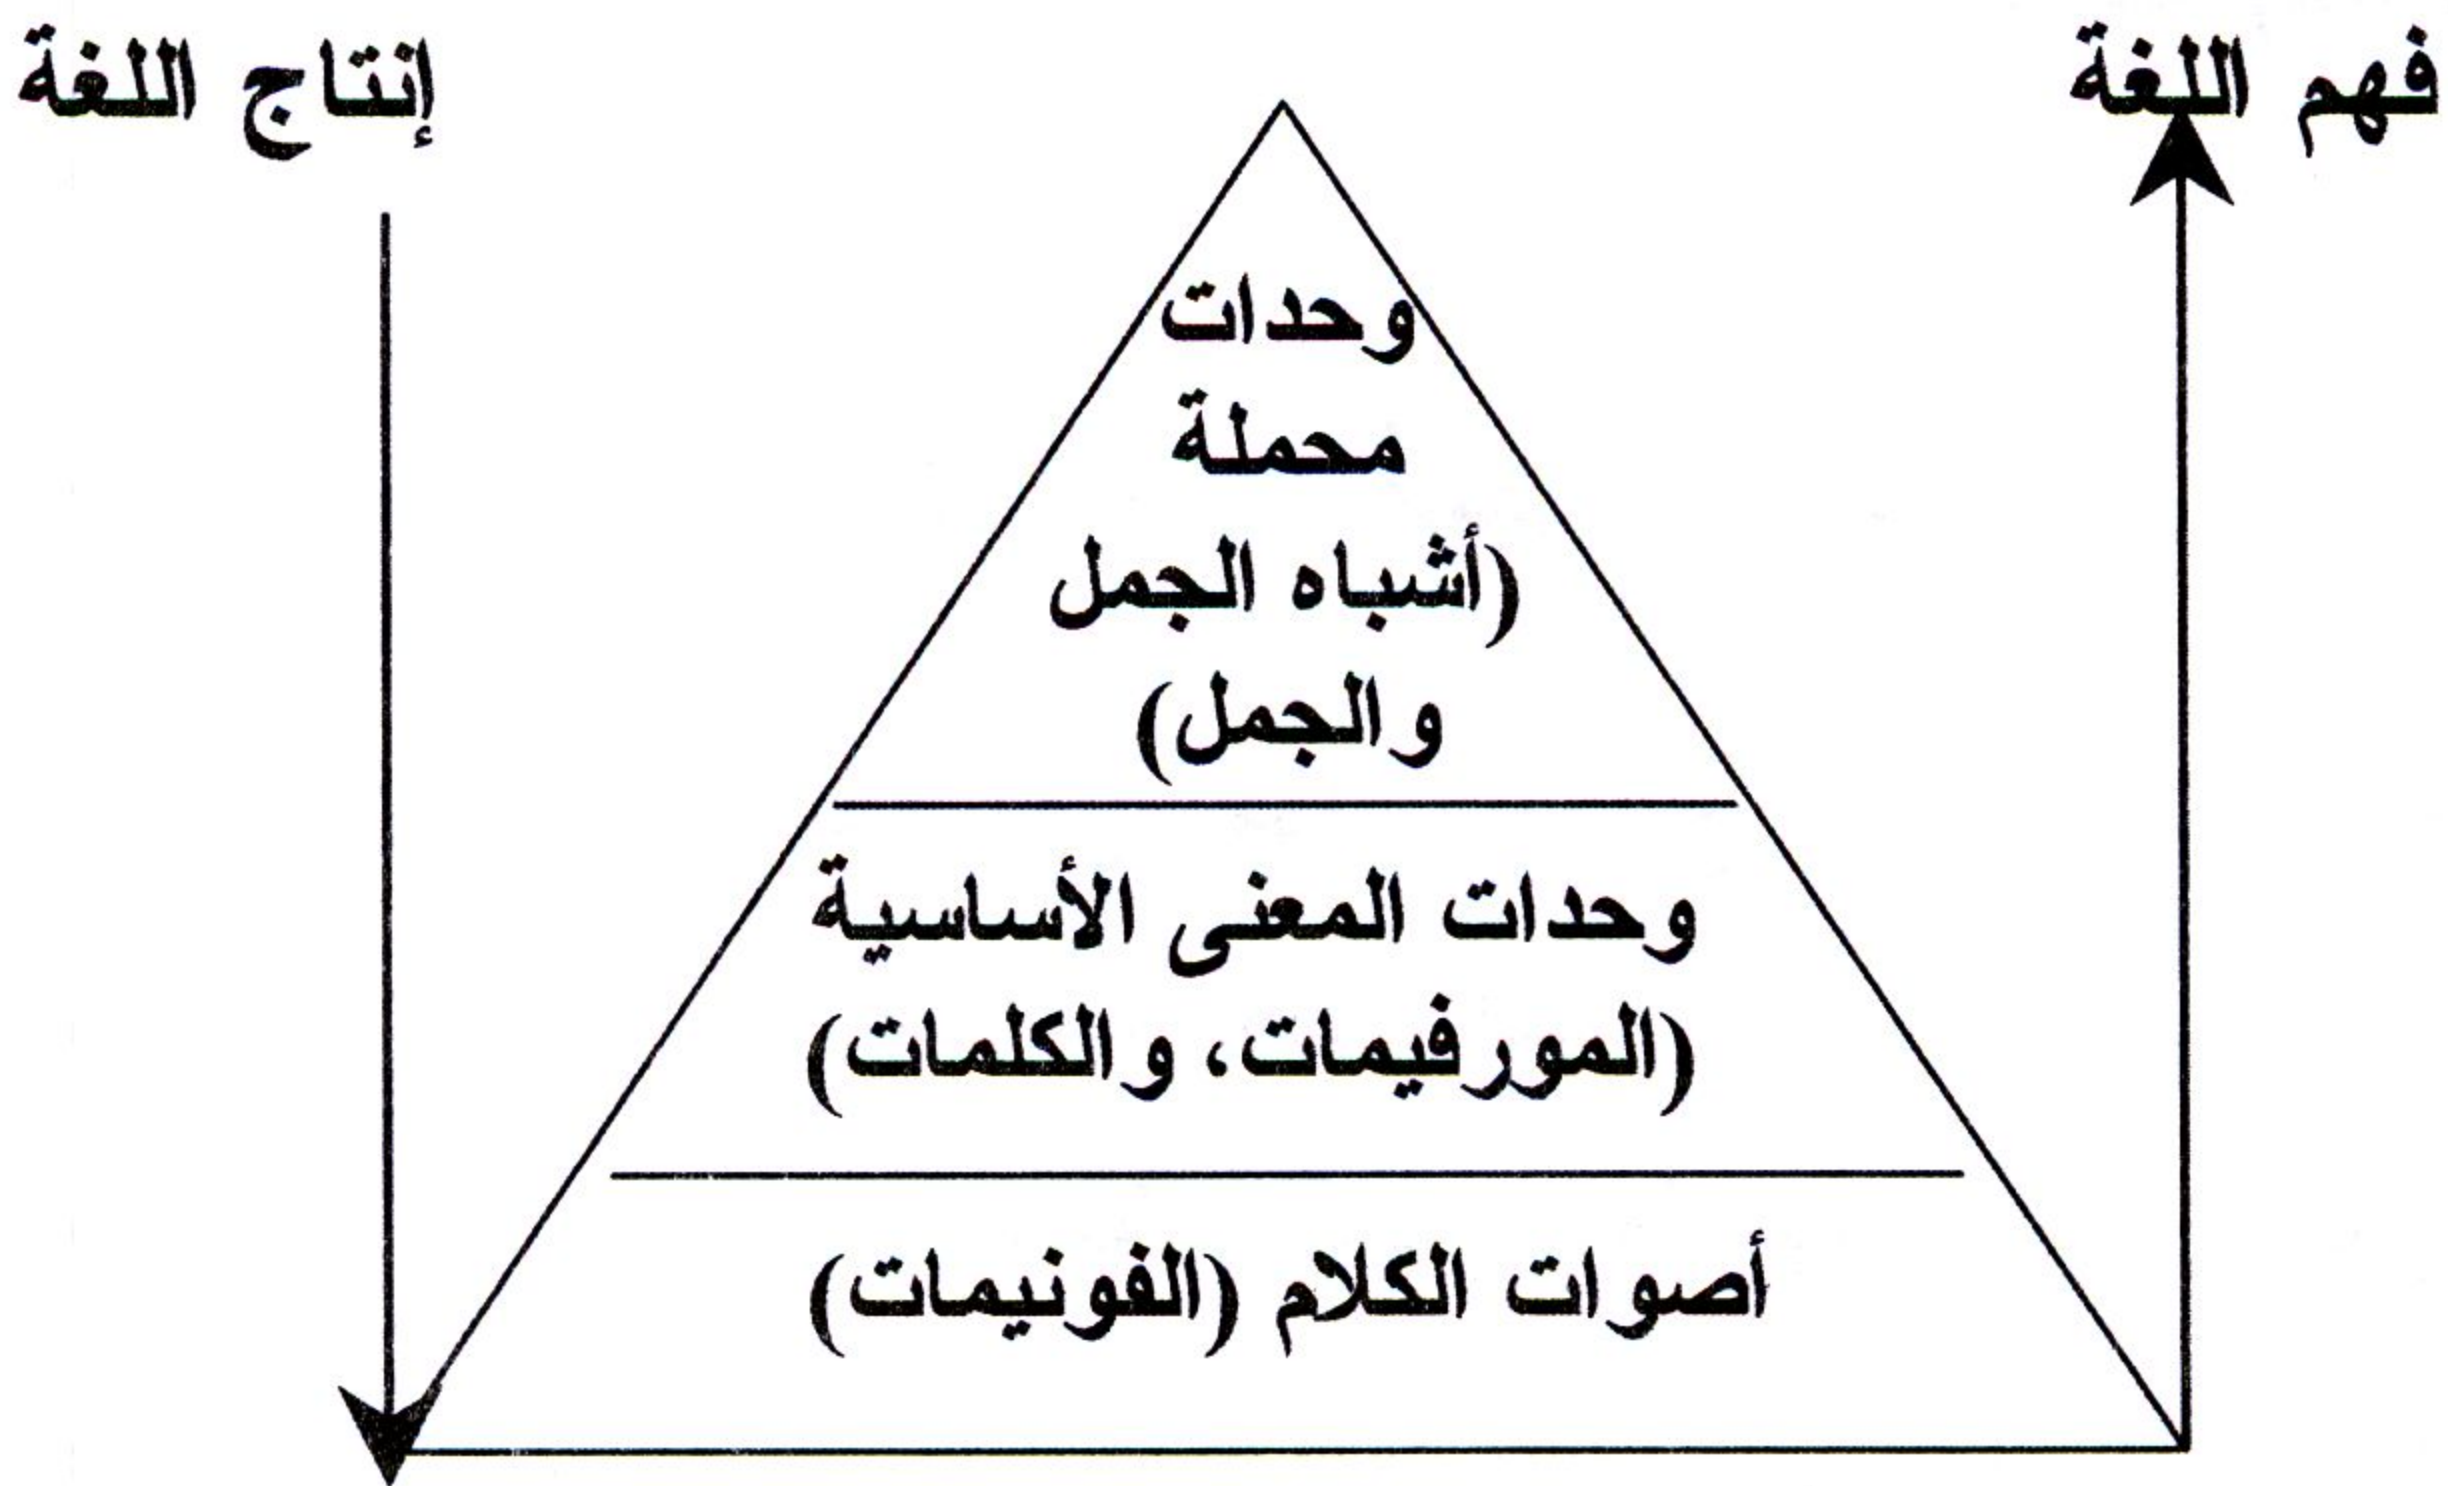 فهم اللغة
إنتاج اللغة
وحدات
محملة
(أشباه الجمل
والجمل)
وحدات المعنى الأساسية
(المورفيمات، والكلمات)
أصوات الكلام (الفونيمات)